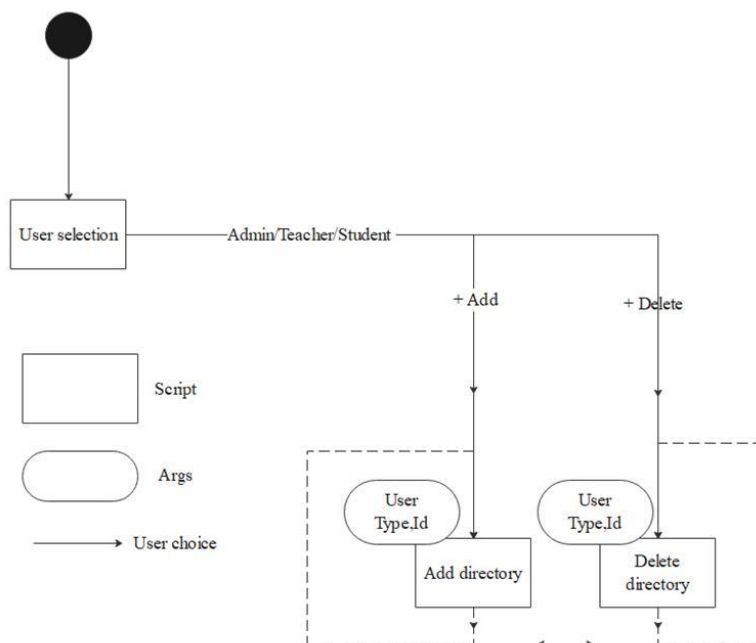 User selection
Admin/Teacher/Student
+ Add
+ Delete
Script
Args
User choice
User
Type,Id
User
Type,Id
Add directory
Delete
directory